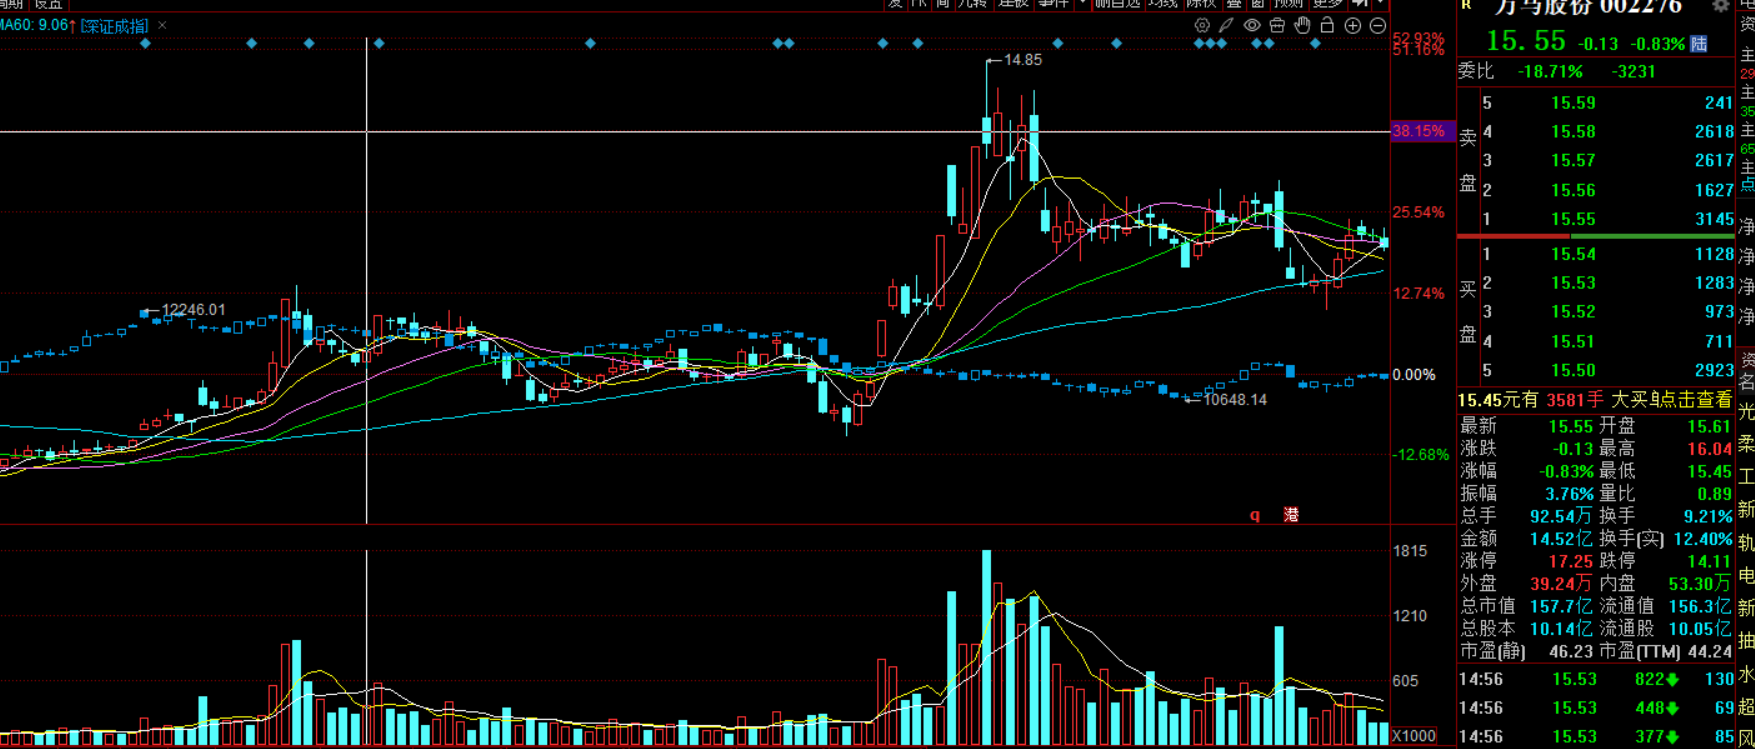 设置
九转
事件
除权
更多
MA60: 9.06↑ [深证成指] ×
14.85
12246.01
10648.14
52.93%
51.16%
38.15%
25.54%
12.74%
0.00%
-12.68%
q 港
1815
1210
605
X1000
R 万马股份 002276
15.55 -0.13 -0.83% 陆
委比 -18.71% -3231
卖盘
5 15.59 241
4 15.58 2618
3 15.57 2617
2 15.56 1627
1 15.55 3145
买盘
1 15.54 1128
2 15.53 1283
3 15.52 973
4 15.51 711
5 15.50 2923
15.45元有 3581手 大买单点击查看
最新 15.55 开盘 15.61
涨跌 -0.13 最高 16.04
涨幅 -0.83% 最低 15.45
振幅 3.76% 量比 0.89
总手 92.54万 换手 9.21%
金额 14.52亿 换手(实) 12.40%
涨停 17.25 跌停 14.11
外盘 39.24万 内盘 53.30万
总市值 157.7亿 流通值 156.3亿
总股本 10.14亿 流通股 10.05亿
市盈(静) 46.23 市盈(TTM) 44.24
14:56 15.53 822↓ 130
14:56 15.53 448↓ 69
14:56 15.53 377↓ 85
资
主
29
主
35
主
65
主
点
净
净
净
净
资
名
光
柔
工
新
轨
电
新
抽
水
超
风